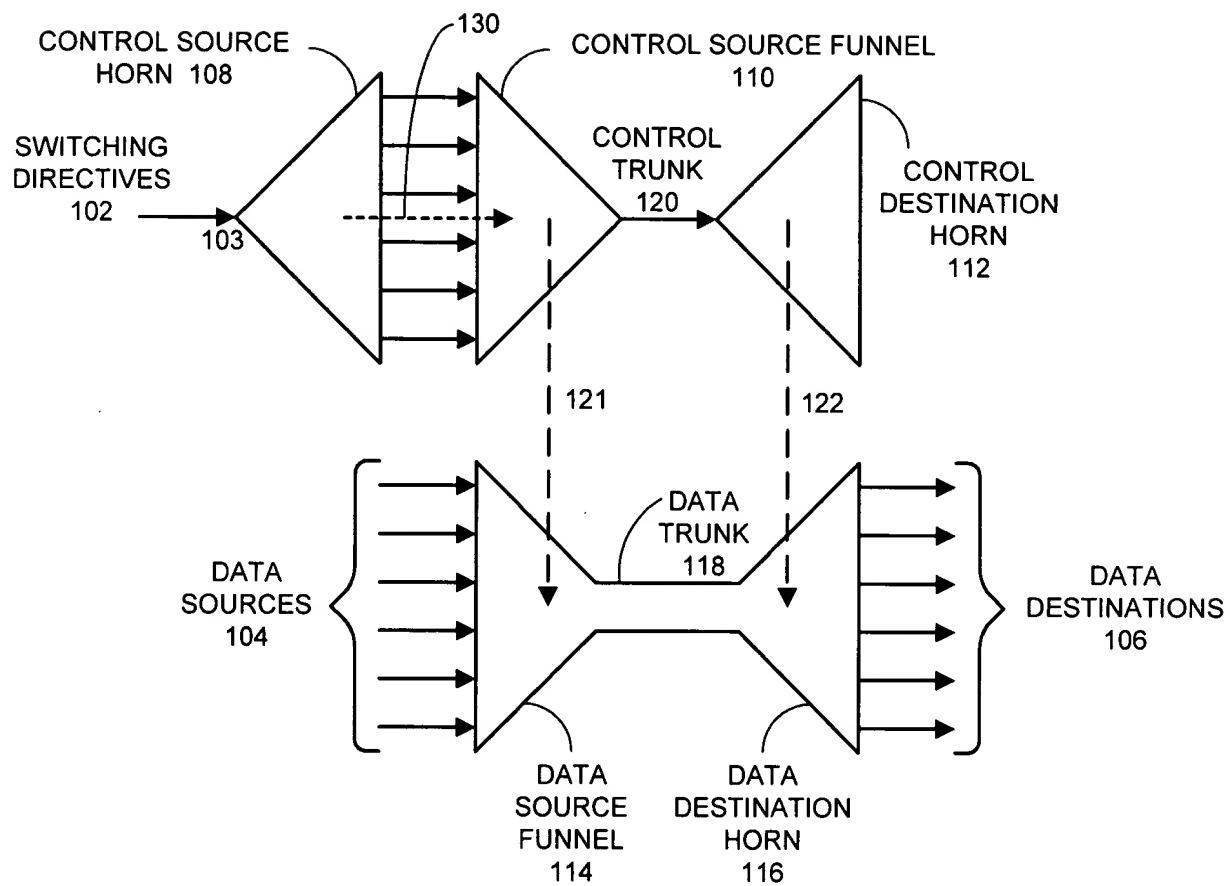 130
CONTROL SOURCE
HORN 108
CONTROL SOURCE FUNNEL
110
SWITCHING
DIRECTIVES
102
103
CONTROL
TRUNK
120
CONTROL
DESTINATION
HORN
112
121
122
DATA
SOURCES
104
DATA
TRUNK
118
DATA
DESTINATIONS
106
DATA
SOURCE
FUNNEL
114
DATA
DESTINATION
HORN
116